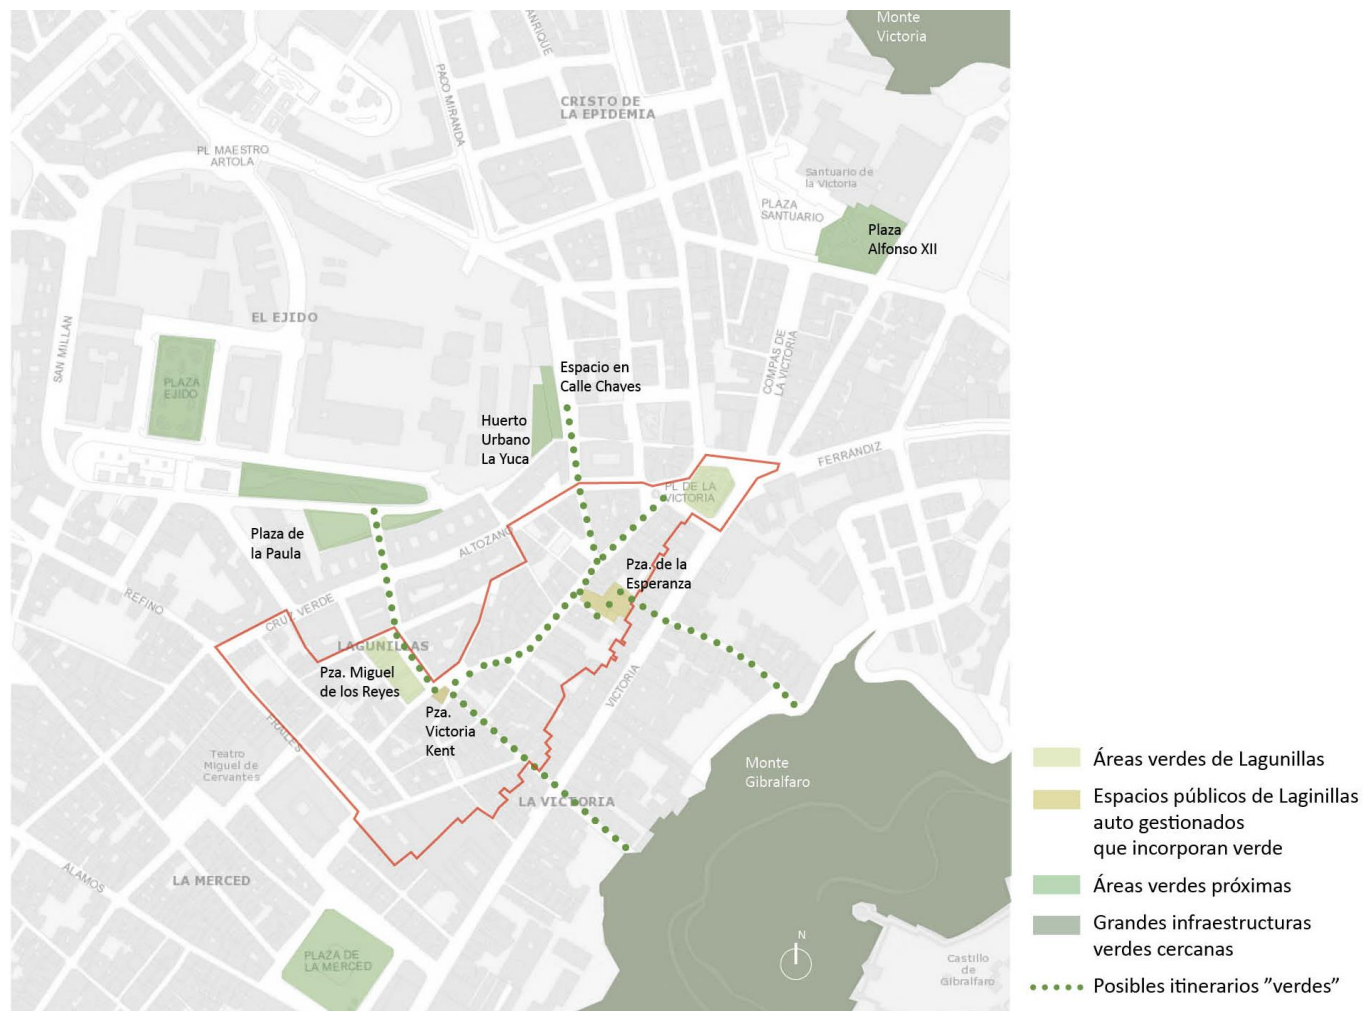 Monte
Victoria
ANRIQUE
PACO MIRANDA
CRISTO DE
LA EPIDEMIA
PL MAESTRO
ARTOLA
Santuario de
la Victoria
PLAZA
SANTUARIO
Plaza
Alfonso XII
EL EJIDO
SAN MILLÁN
COMPAS DE
LA VICTORIA
PLAZA
EJIDO
Espacio en
Calle Chaves
Huerto
Urbano
La Yuca
FERRÁNDIZ
PL DE LA
VICTORIA
Plaza de
la Paula
ALTOZANO
Pza. de la
Esperanza
REFINO
CRUZ VERDE
LAGUNILLAS
Pza. Miguel
de los Reyes
VICTORIA
Pza.
Victoria
Kent
FRAILES
Teatro
Miguel de
Cervantes
Monte
Gibralfaro
LA VICTORIA
ALAMOS
LA MERCED
PLAZA DE
LA MERCED
N
Castillo
de
Gibralfaro
Áreas verdes de Lagunillas
Espacios públicos de Laginillas
auto gestionados
que incorporan verde
Áreas verdes próximas
Grandes infraestructuras
verdes cercanas
Posibles itinerarios ”verdes”